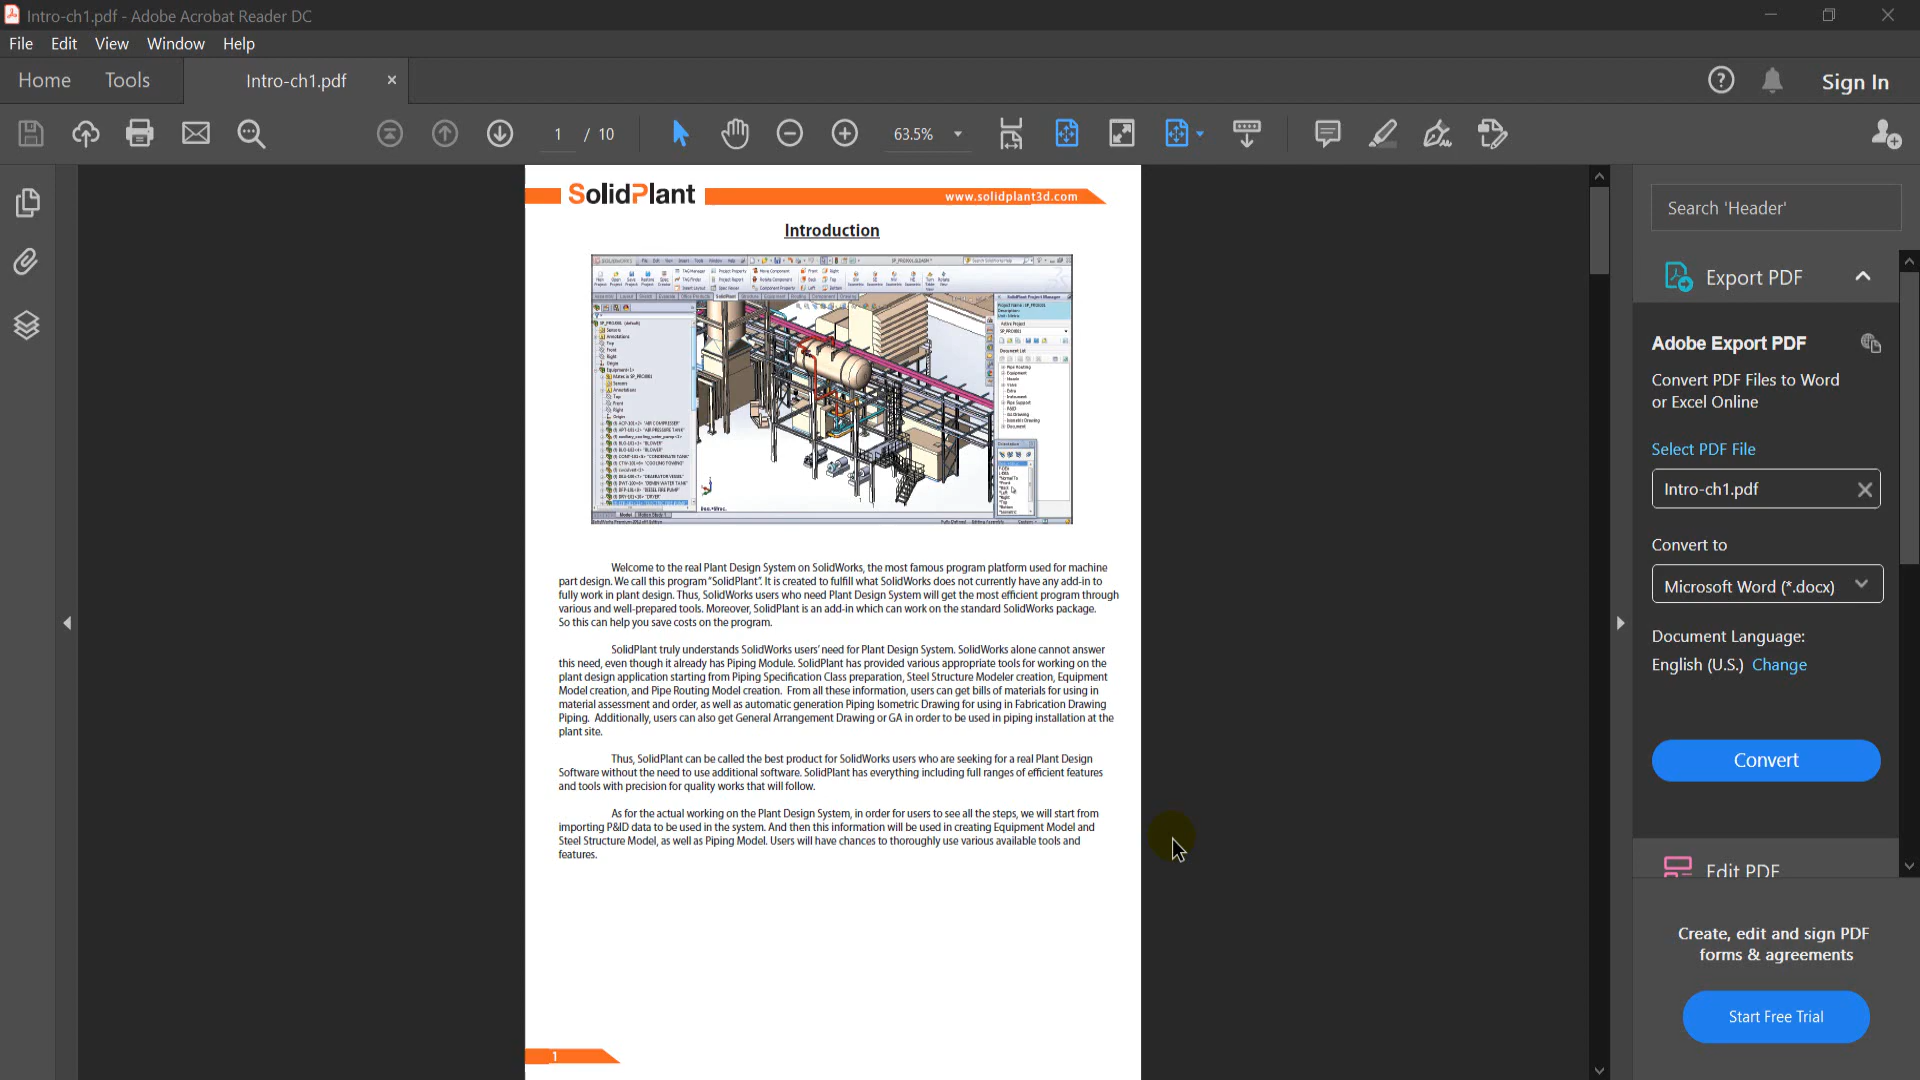 Intro-ch1.pdf - Adobe Acrobat Reader DC
File Edit View Window Help
Home Tools Intro-ch1.pdf
Sign In
1 / 10 63.5%
Search 'Header'
Export PDF
Adobe Export PDF
Convert PDF Files to Word
or Excel Online
Select PDF File
Intro-ch1.pdf
Convert to
Microsoft Word (*.docx)
Document Language:
English (U.S.) Change
Convert
Edit PDF
Create, edit and sign PDF
forms & agreements
Start Free Trial
SolidPlant
www.solidplant3d.com
Introduction
Welcome to the real Plant Design System on SolidWorks, the most famous program platform used for machine
part design. We call this program "SolidPlant". It is created to fulfill what SolidWorks does not currently have any add-in to
fully work in plant design. Thus, SolidWorks users who need Plant Design System will get the most efficient program through
various and well-prepared tools. Moreover, SolidPlant is an add-in which can work on the standard SolidWorks package.
So this can help you save costs on the program.
SolidPlant truly understands SolidWorks users' need for Plant Design System. SolidWorks alone cannot answer
this need, even though it already has Piping Module. SolidPlant has provided various appropriate tools for working on the
plant design application starting from Piping Specification Class preparation, Steel Structure Modeler creation, Equipment
Model creation, and Pipe Routing Model creation. From all these information, users can get bills of materials for using in
material assessment and order, as well as automatic generation Piping Isometric Drawing for using in Fabrication Drawing
Piping. Additionally, users can also get General Arrangement Drawing or GA in order to be used in piping installation at the
plant site.
Thus, SolidPlant can be called the best product for SolidWorks users who are seeking for a real Plant Design
Software without the need to use additional software. SolidPlant has everything including full ranges of efficient features
and tools with precision for quality works that will follow.
As for the actual working on the Plant Design System, in order for users to see all the steps, we will start from
importing P&ID data to be used in the system. And then this information will be used in creating Equipment Model and
Steel Structure Model, as well as Piping Model. Users will have chances to thoroughly use various available tools and
features.
1